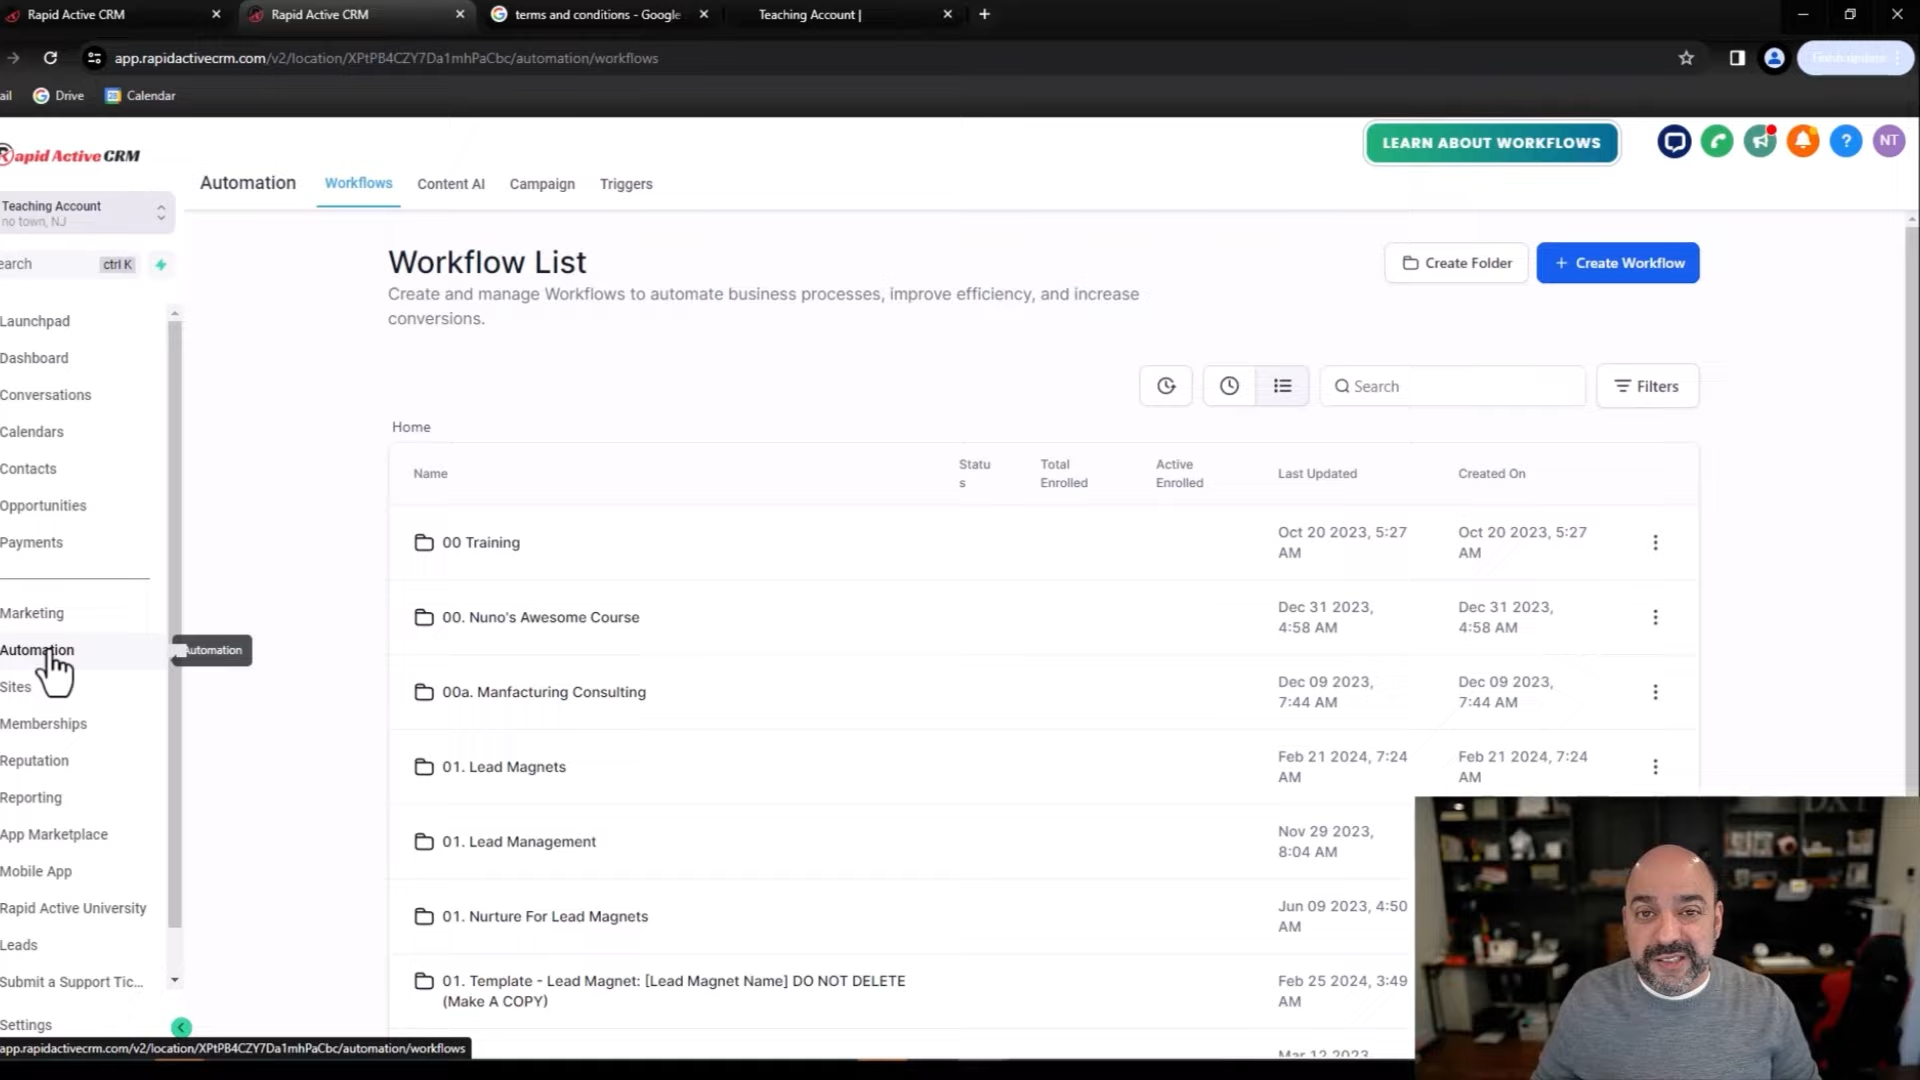 Rapid Active CRM
Rapid Active CRM
terms and conditions - Google
Teaching Account |
app.rapidactivecrm.com/v2/location/XPtPB4CZY7Da1mhPaCbc/automation/workflows
ail
Drive
Calendar
Rapid Active CRM
LEARN ABOUT WORKFLOWS
NT
Automation
Workflows
Content AI
Campaign
Triggers
Teaching Account
no town, NJ
earch
ctrl K
Launchpad
Dashboard
Conversations
Calendars
Contacts
Opportunities
Payments
Marketing
Automation
Automation
Sites
Memberships
Reputation
Reporting
App Marketplace
Mobile App
Rapid Active University
Leads
Submit a Support Tic...
Settings
app.rapidactivecrm.com/v2/location/XPtPB4CZY7Da1mhPaCbc/automation/workflows
Workflow List
Create and manage Workflows to automate business processes, improve efficiency, and increase
conversions.
Create Folder
+ Create Workflow
Search
Filters
Home
Name
Statu
s
Total
Enrolled
Active
Enrolled
Last Updated
Created On
00 Training
Oct 20 2023, 5:27
AM
Oct 20 2023, 5:27
AM
00. Nuno's Awesome Course
Dec 31 2023,
4:58 AM
Dec 31 2023,
4:58 AM
00a. Manfacturing Consulting
Dec 09 2023,
7:44 AM
Dec 09 2023,
7:44 AM
01. Lead Magnets
Feb 21 2024, 7:24
AM
Feb 21 2024, 7:24
AM
01. Lead Management
Nov 29 2023,
8:04 AM
01. Nurture For Lead Magnets
Jun 09 2023, 4:50
AM
01. Template - Lead Magnet: [Lead Magnet Name] DO NOT DELETE
(Make A COPY)
Feb 25 2024, 3:49
AM
Mar 12 2023